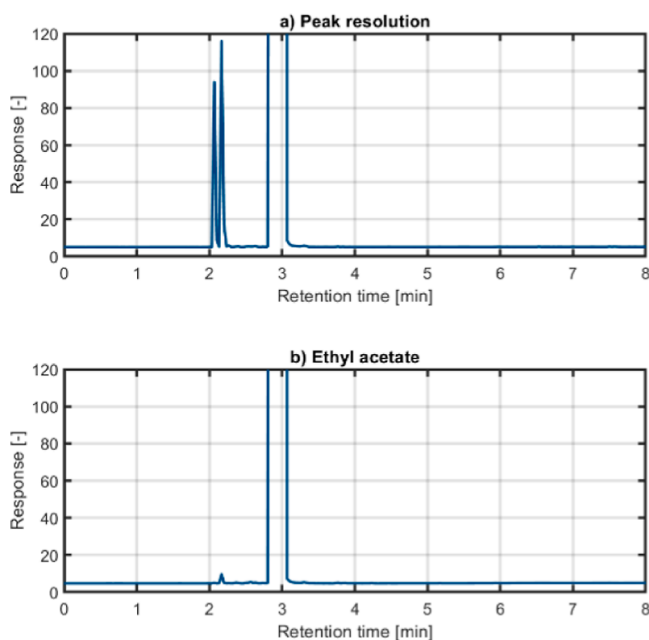 a) Peak resolution
120
100
80
60
40
20
0
Response [-]
0 1 2 3 4 5 6 7 8
Retention time [min]
b) Ethyl acetate
120
100
80
60
40
20
0
Response [-]
0 1 2 3 4 5 6 7 8
Retention time [min]